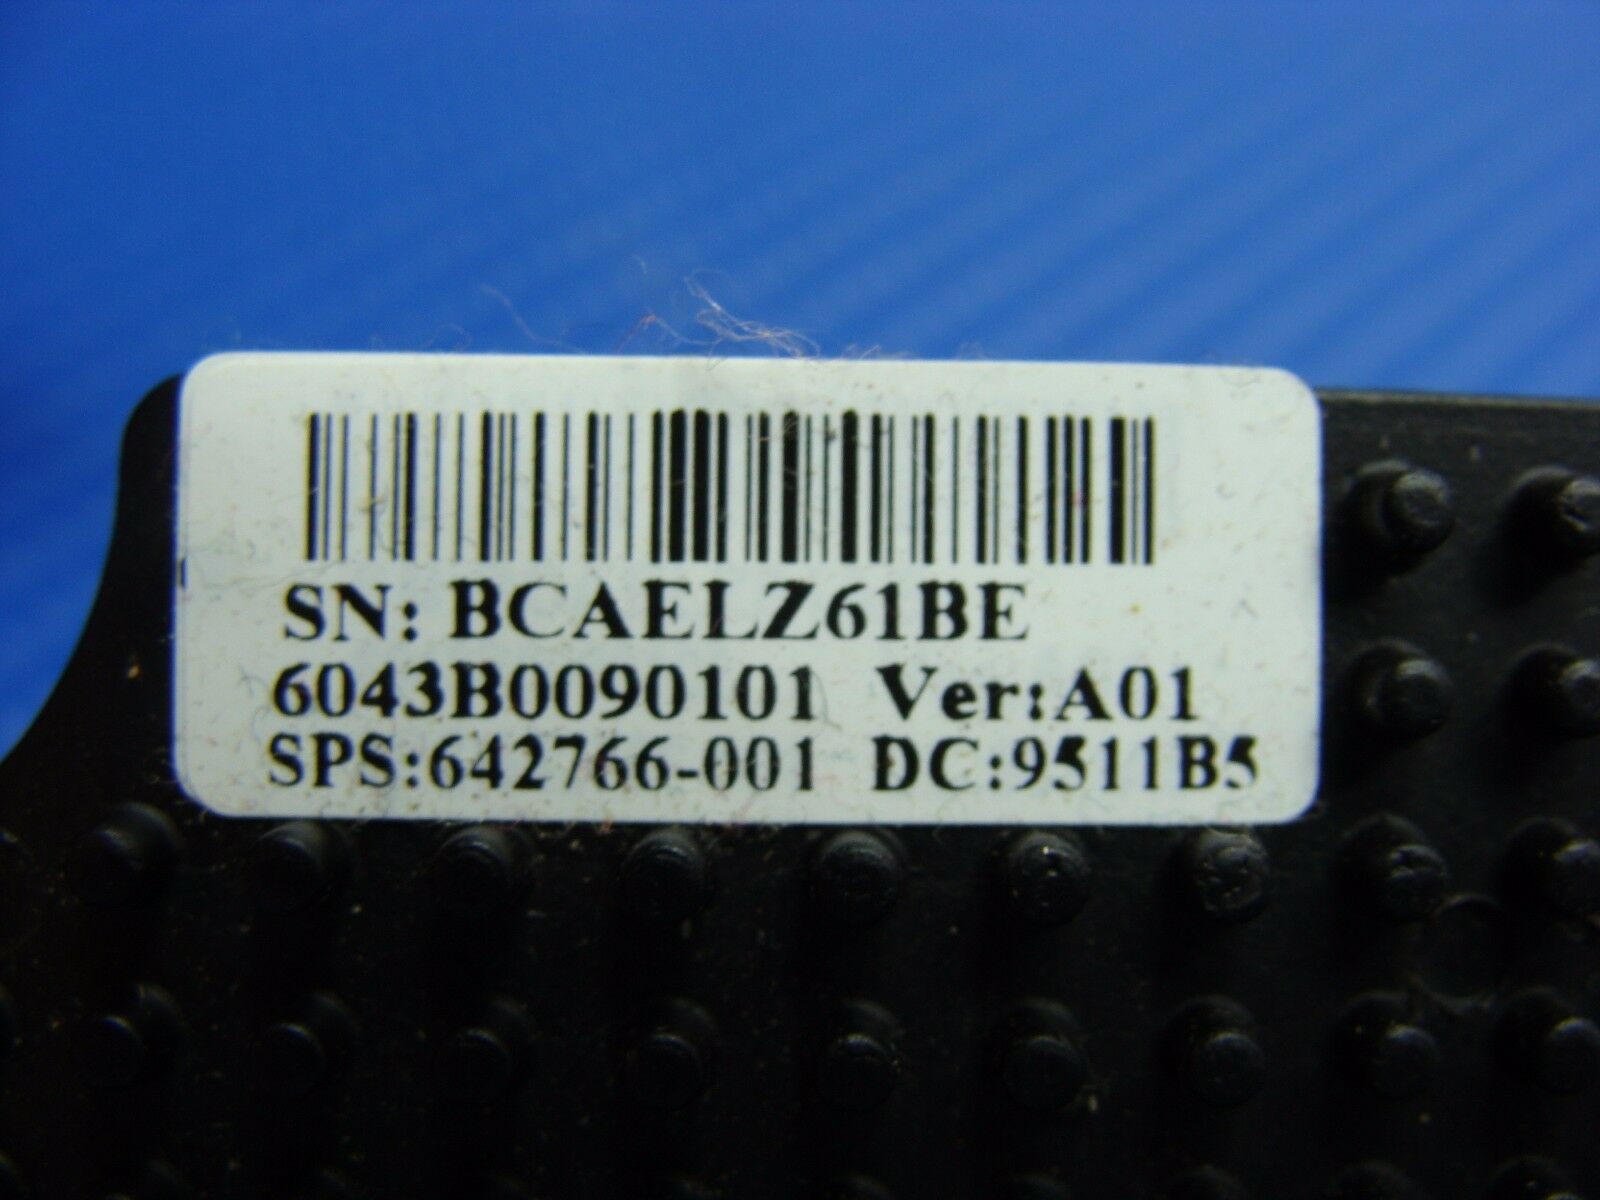 SN: BCAELZ61BE
6043B0090101 Ver:A01
SPS:642766-001 DC:9511B5